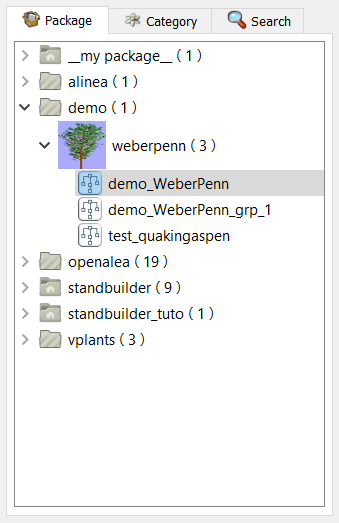 Package Category Search
__my package__ ( 1 )
alinea ( 1 )
demo ( 1 )
weberpenn ( 3 )
demo_WeberPenn
demo_WeberPenn_grp_1
test_quakingaspen
openalea ( 19 )
standbuilder ( 9 )
standbuilder_tuto ( 1 )
vplants ( 3 )